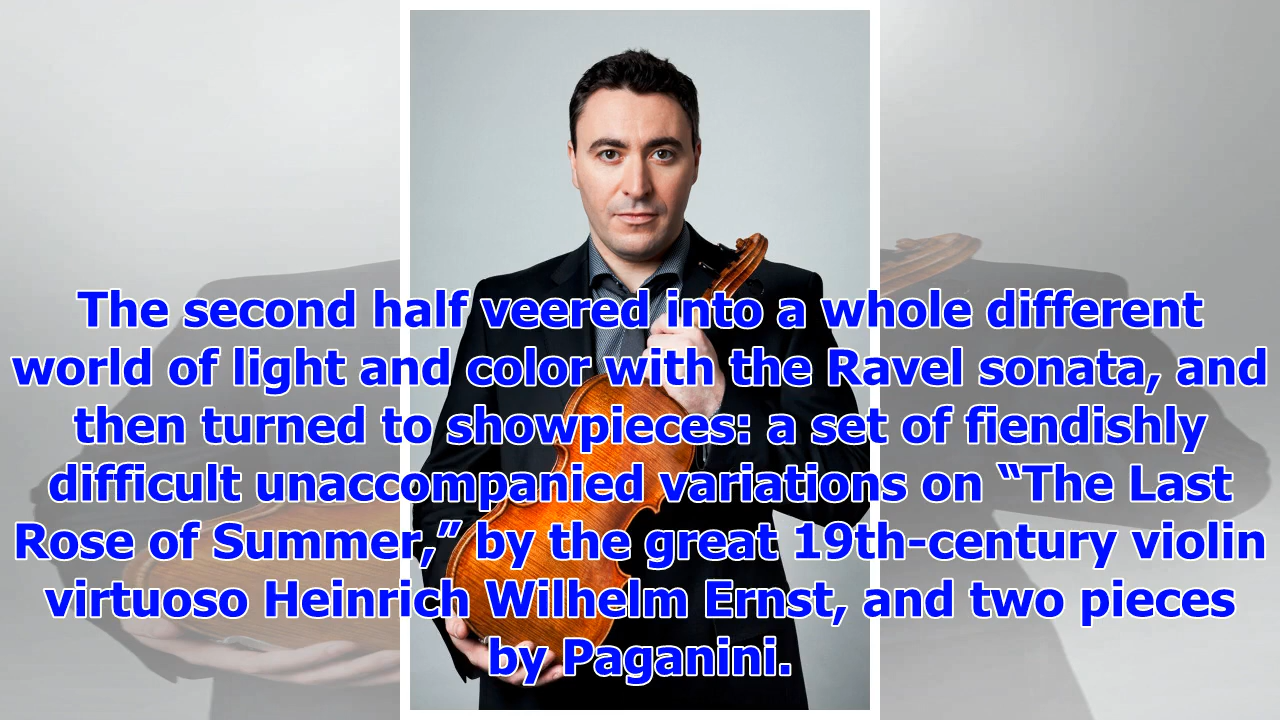 The second half veered into a whole different
world of light and color with the Ravel sonata, and
then turned to showpieces: a set of fiendishly
difficult unaccompanied variations on “The Last
Rose of Summer,” by the great 19th-century violin
virtuoso Heinrich Wilhelm Ernst, and two pieces
by Paganini.